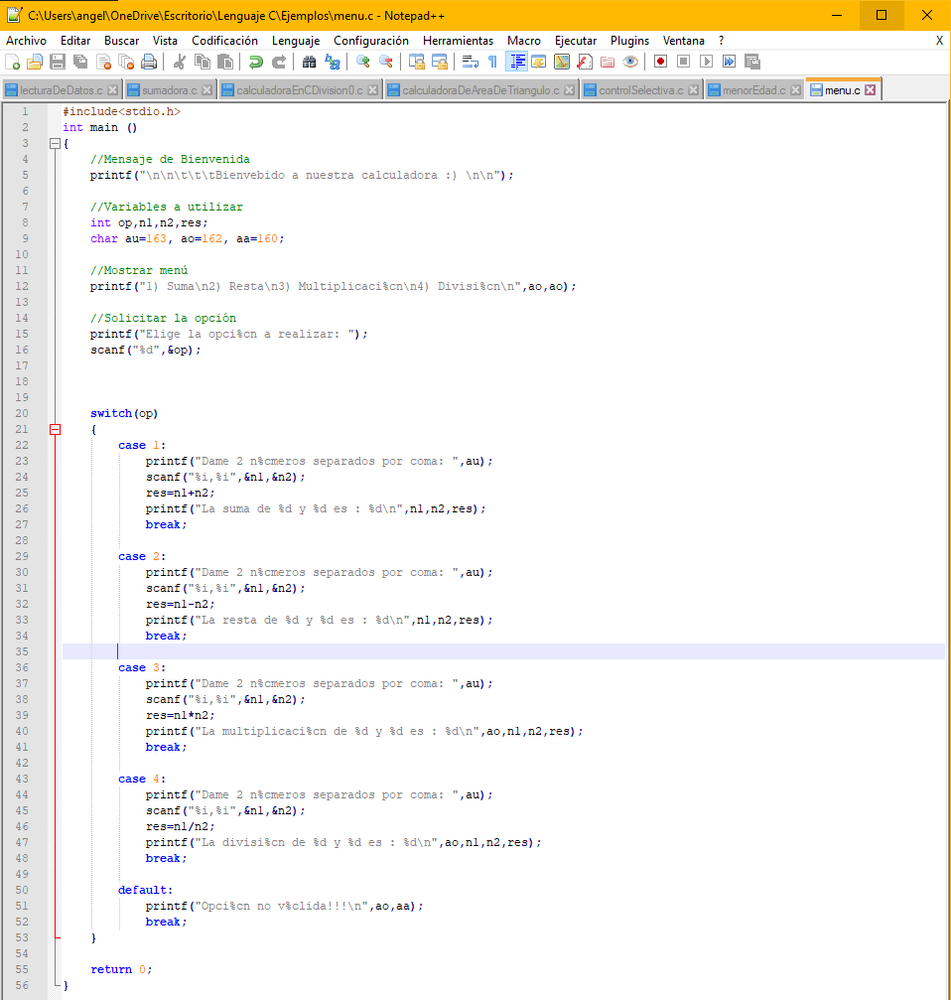 C:\Users\angel\OneDrive\Escritorio\Lenguaje C\Ejemplos\menu.c - Notepad++
Archivo Editar Buscar Vista Codificación Lenguaje Configuración Herramientas Macro Ejecutar Plugins Ventana ? X
lecturaDeDatos.c sumadora.c calculadoraEnCDivision0.c calculadoraDeAreaDeTriangulo.c controlSelectiva.c menorEdad.c menu.c
1 #include<stdio.h>
2 int main ()
3 {
4 //Mensaje de Bienvenida
5 printf("\n\n\t\t\tBienvebido a nuestra calculadora :) \n\n");
6
7 //Variables a utilizar
8 int op,n1,n2,res;
9 char au=163, ao=162, aa=160;
10
11 //Mostrar menú
12 printf("1) Suma\n2) Resta\n3) Multiplicaci%cn\n4) Divisi%cn\n",ao,ao);
13
14 //Solicitar la opción
15 printf("Elige la opci%cn a realizar: ");
16 scanf("%d",&op);
17
18
19
20 switch(op)
21 {
22 case 1:
23 printf("Dame 2 n%cmeros separados por coma: ",au);
24 scanf("%i,%i",&n1,&n2);
25 res=n1+n2;
26 printf("La suma de %d y %d es : %d\n",n1,n2,res);
27 break;
28
29 case 2:
30 printf("Dame 2 n%cmeros separados por coma: ",au);
31 scanf("%i,%i",&n1,&n2);
32 res=n1-n2;
33 printf("La resta de %d y %d es : %d\n",n1,n2,res);
34 break;
35
36 case 3:
37 printf("Dame 2 n%cmeros separados por coma: ",au);
38 scanf("%i,%i",&n1,&n2);
39 res=n1*n2;
40 printf("La multiplicaci%cn de %d y %d es : %d\n",ao,n1,n2,res);
41 break;
42
43 case 4:
44 printf("Dame 2 n%cmeros separados por coma: ",au);
45 scanf("%i,%i",&n1,&n2);
46 res=n1/n2;
47 printf("La divisi%cn de %d y %d es : %d\n",ao,n1,n2,res);
48 break;
49
50 default:
51 printf("Opci%cn no v%clida!!!\n",ao,aa);
52 break;
53 }
54
55 return 0;
56 }